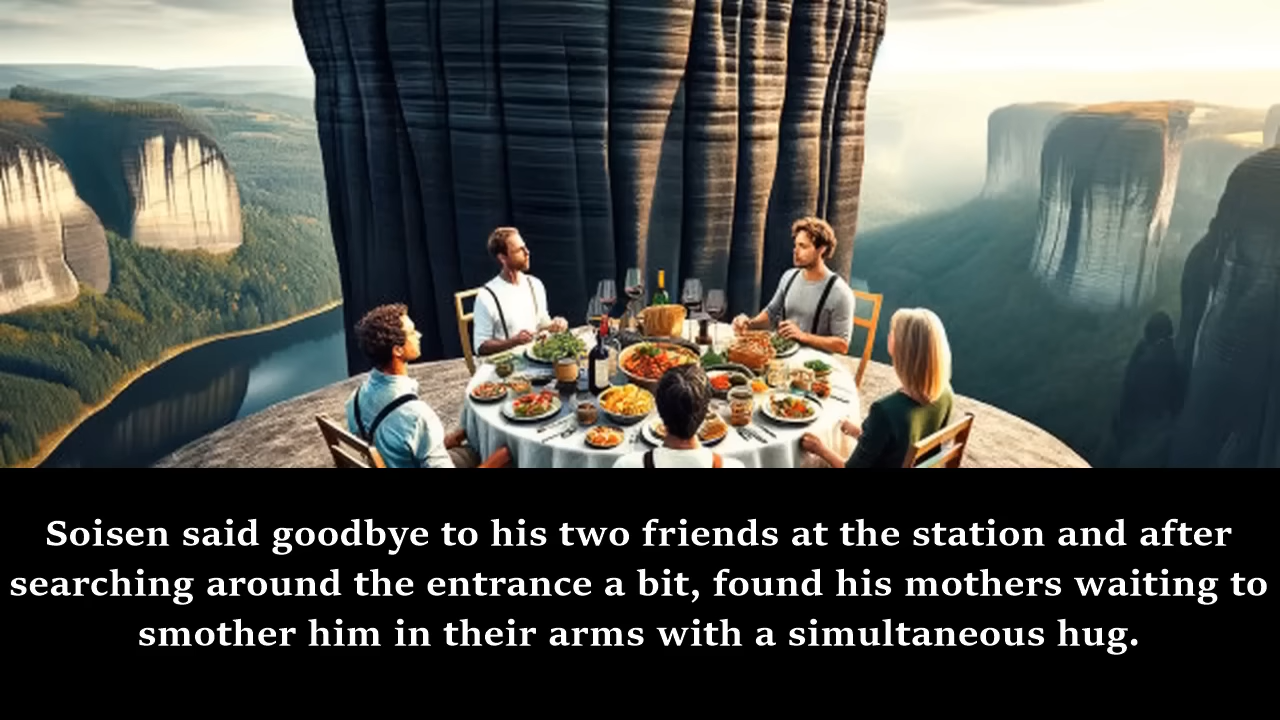 Soisen said goodbye to his two friends at the station and after
searching around the entrance a bit, found his mothers waiting to
smother him in their arms with a simultaneous hug.